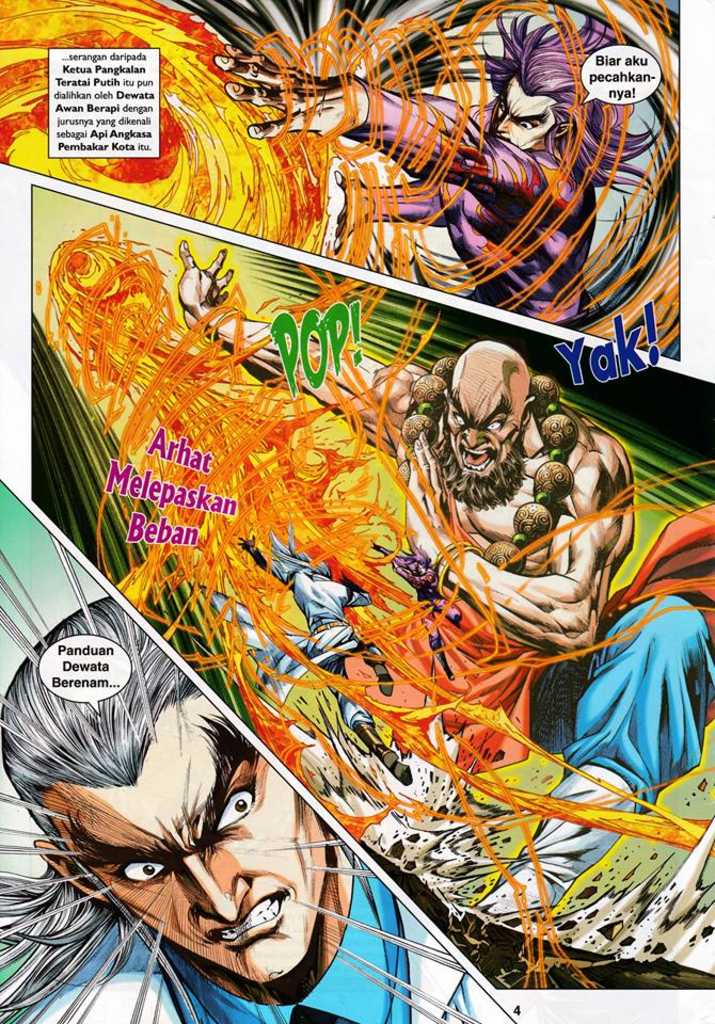 ...serangan daripada
Ketua Pangkalan
Teratai Putih itu pun
dialihkan oleh Dewata
Awan Berapi dengan
jurusnya yang dikenali
sebagai Api Angkasa
Pembakar Kota itu.
Biar aku
pecahkan-
nya!
POP!
Yak!
Arhat
Melepaskan
Beban
Panduan
Dewata
Berenam...
4